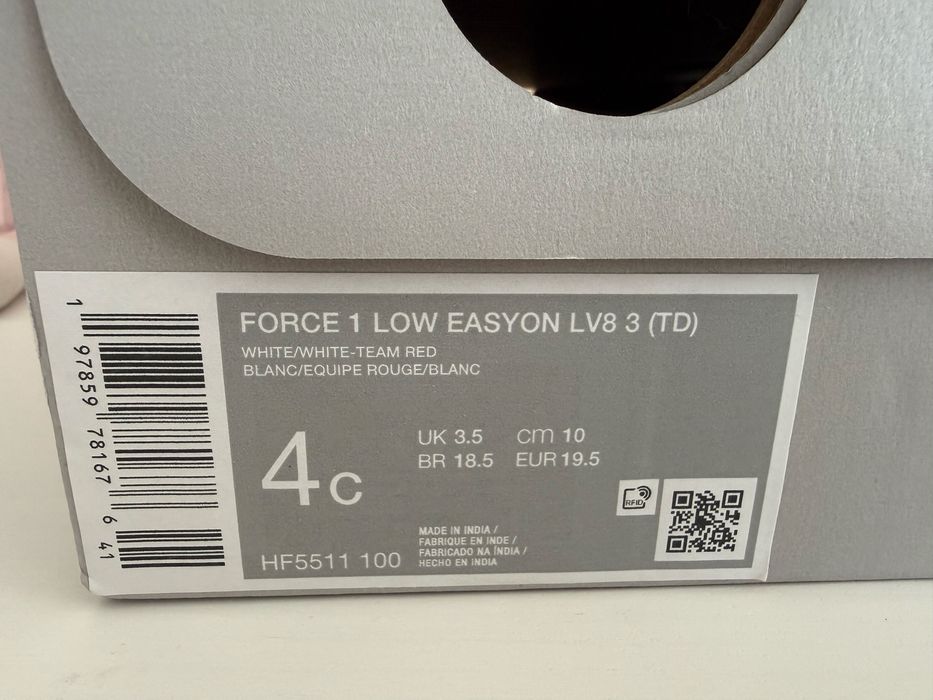 1 97859 78167 6 41
FORCE 1 LOW EASYON LV8 3 (TD)
WHITE/WHITE-TEAM RED
BLANC/EQUIPE ROUGE/BLANC
4c
UK 3.5 cm 10
BR 18.5 EUR 19.5
RFID
MADE IN INDIA /
FABRIQUE EN INDE /
FABRICADO NA ÍNDIA /
HECHO EN INDIA
HF5511 100